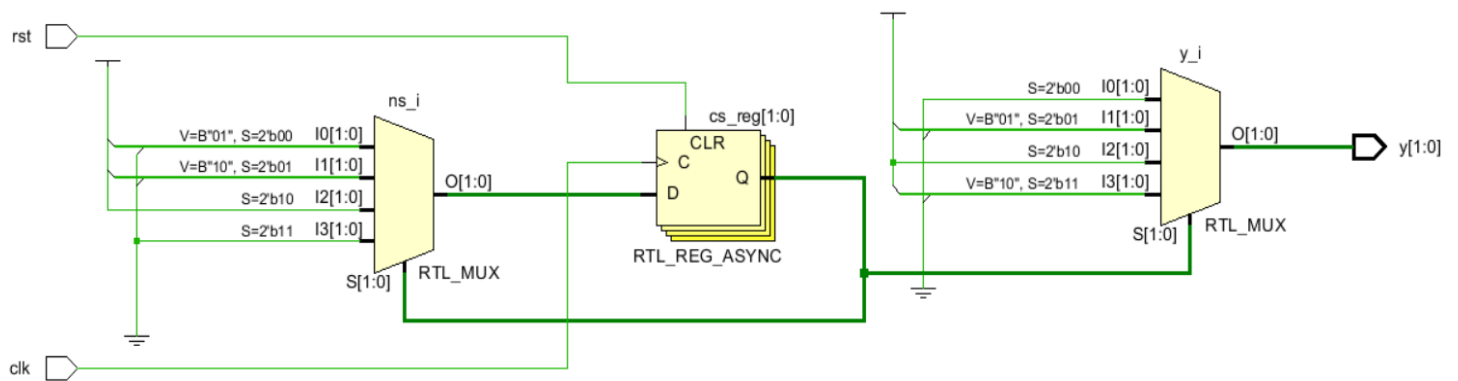 rst
ns_i
V=B"01", S=2'b00 I0[1:0]
V=B"10", S=2'b01 I1[1:0]
S=2'b10 I2[1:0]
S=2'b11 I3[1:0]
O[1:0]
S[1:0]
RTL_MUX
clk
cs_reg[1:0]
CLR
C
D
Q
RTL_REG_ASYNC
y_i
S=2'b00 I0[1:0]
V=B"01", S=2'b01 I1[1:0]
S=2'b10 I2[1:0]
V=B"10", S=2'b11 I3[1:0]
O[1:0]
S[1:0]
RTL_MUX
y[1:0]